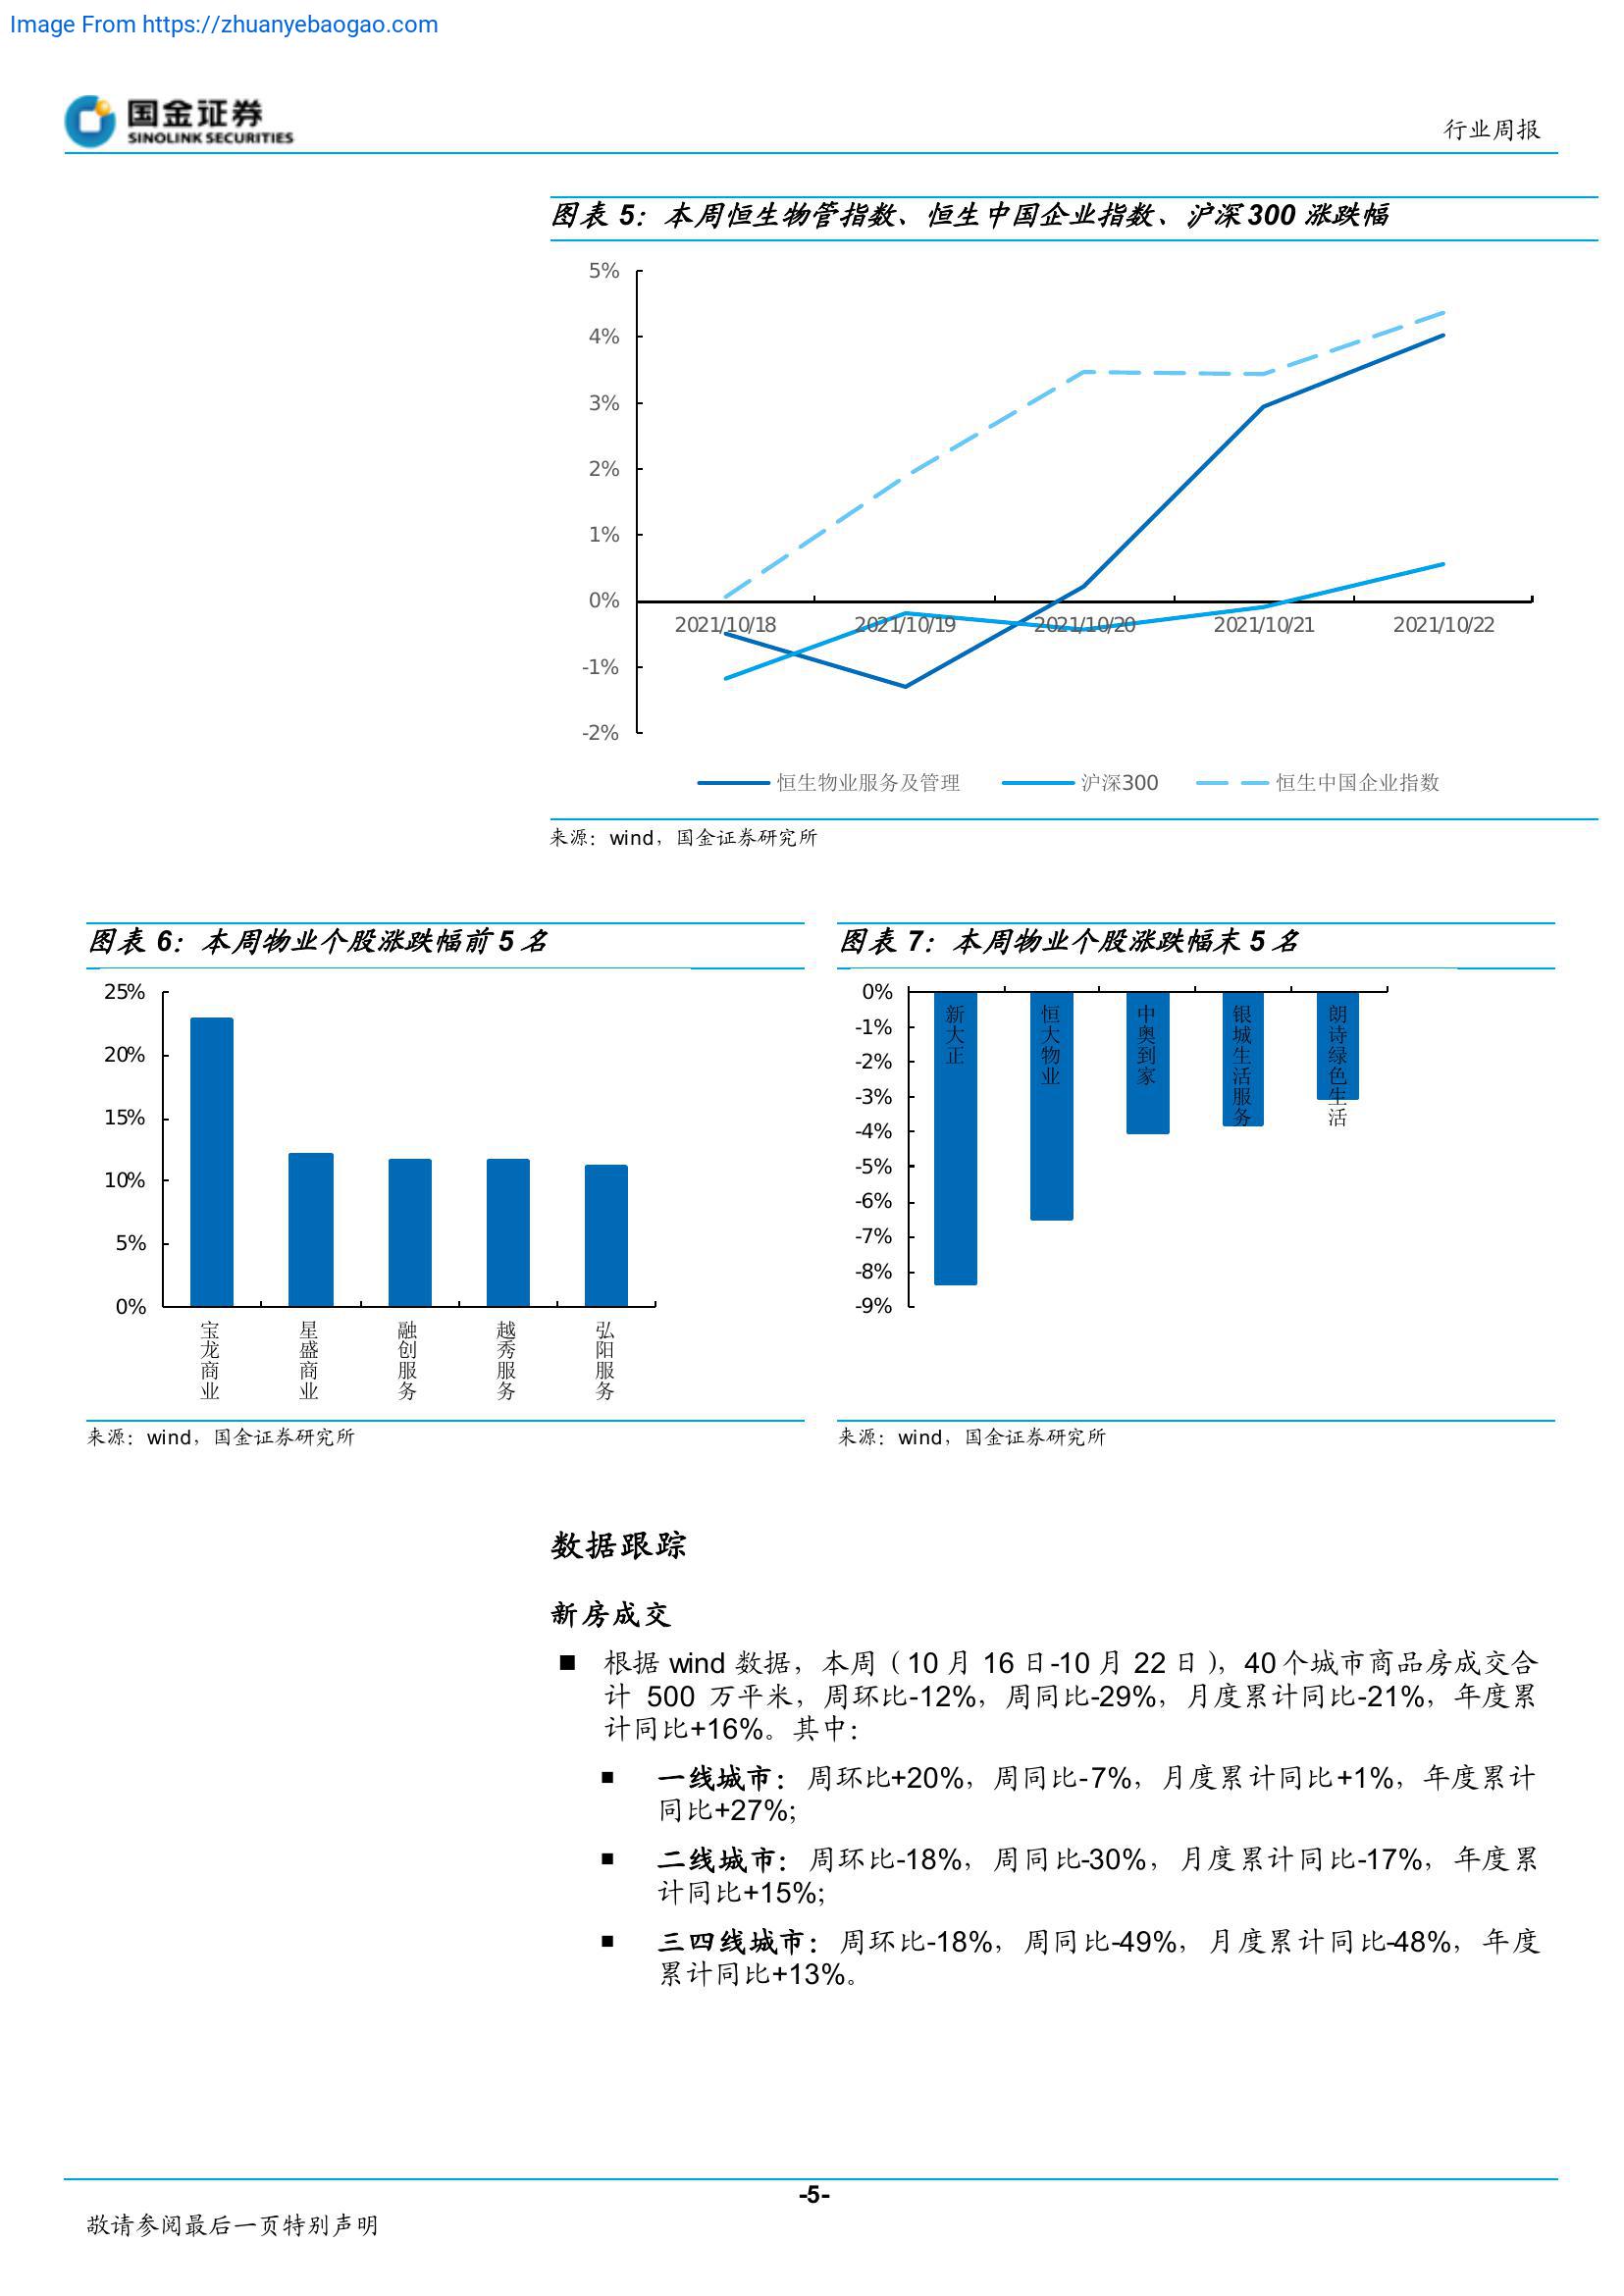 Image From https://zhuanyebaogao.com
国金证券
SINOLINK SECURITIES
行业周报
图表 5：本周恒生物管指数、恒生中国企业指数、沪深300 涨跌幅
5%
4%
3%
2%
1%
0%
-1%
-2%
2021/10/18 2021/10/19 2021/10/20 2021/10/21 2021/10/22
恒生物业服务及管理 沪深300 恒生中国企业指数
来源：wind，国金证券研究所
图表 6：本周物业个股涨跌幅前 5 名
25%
20%
15%
10%
5%
0%
宝龙商业
星盛商业
融创服务
越秀服务
弘阳服务
来源：wind，国金证券研究所
图表 7：本周物业个股涨跌幅末 5 名
0%
-1%
-2%
-3%
-4%
-5%
-6%
-7%
-8%
-9%
新大正
恒大物业
中奥到家
银城生活服务
朗诗绿色生活
来源：wind，国金证券研究所
数据跟踪
新房成交
■ 根据 wind 数据，本周（10 月 16 日-10 月 22 日），40 个城市商品房成交合
计 500 万平米，周环比-12%，周同比-29%，月度累计同比-21%，年度累
计同比+16%。其中：
■ 一线城市：周环比+20%，周同比-7%，月度累计同比+1%，年度累计
同比+27%;
■ 二线城市：周环比-18%，周同比-30%，月度累计同比-17%，年度累
计同比+15%;
■ 三四线城市：周环比-18%，周同比-49%，月度累计同比-48%，年度
累计同比+13%。
-5-
敬请参阅最后一页特别声明